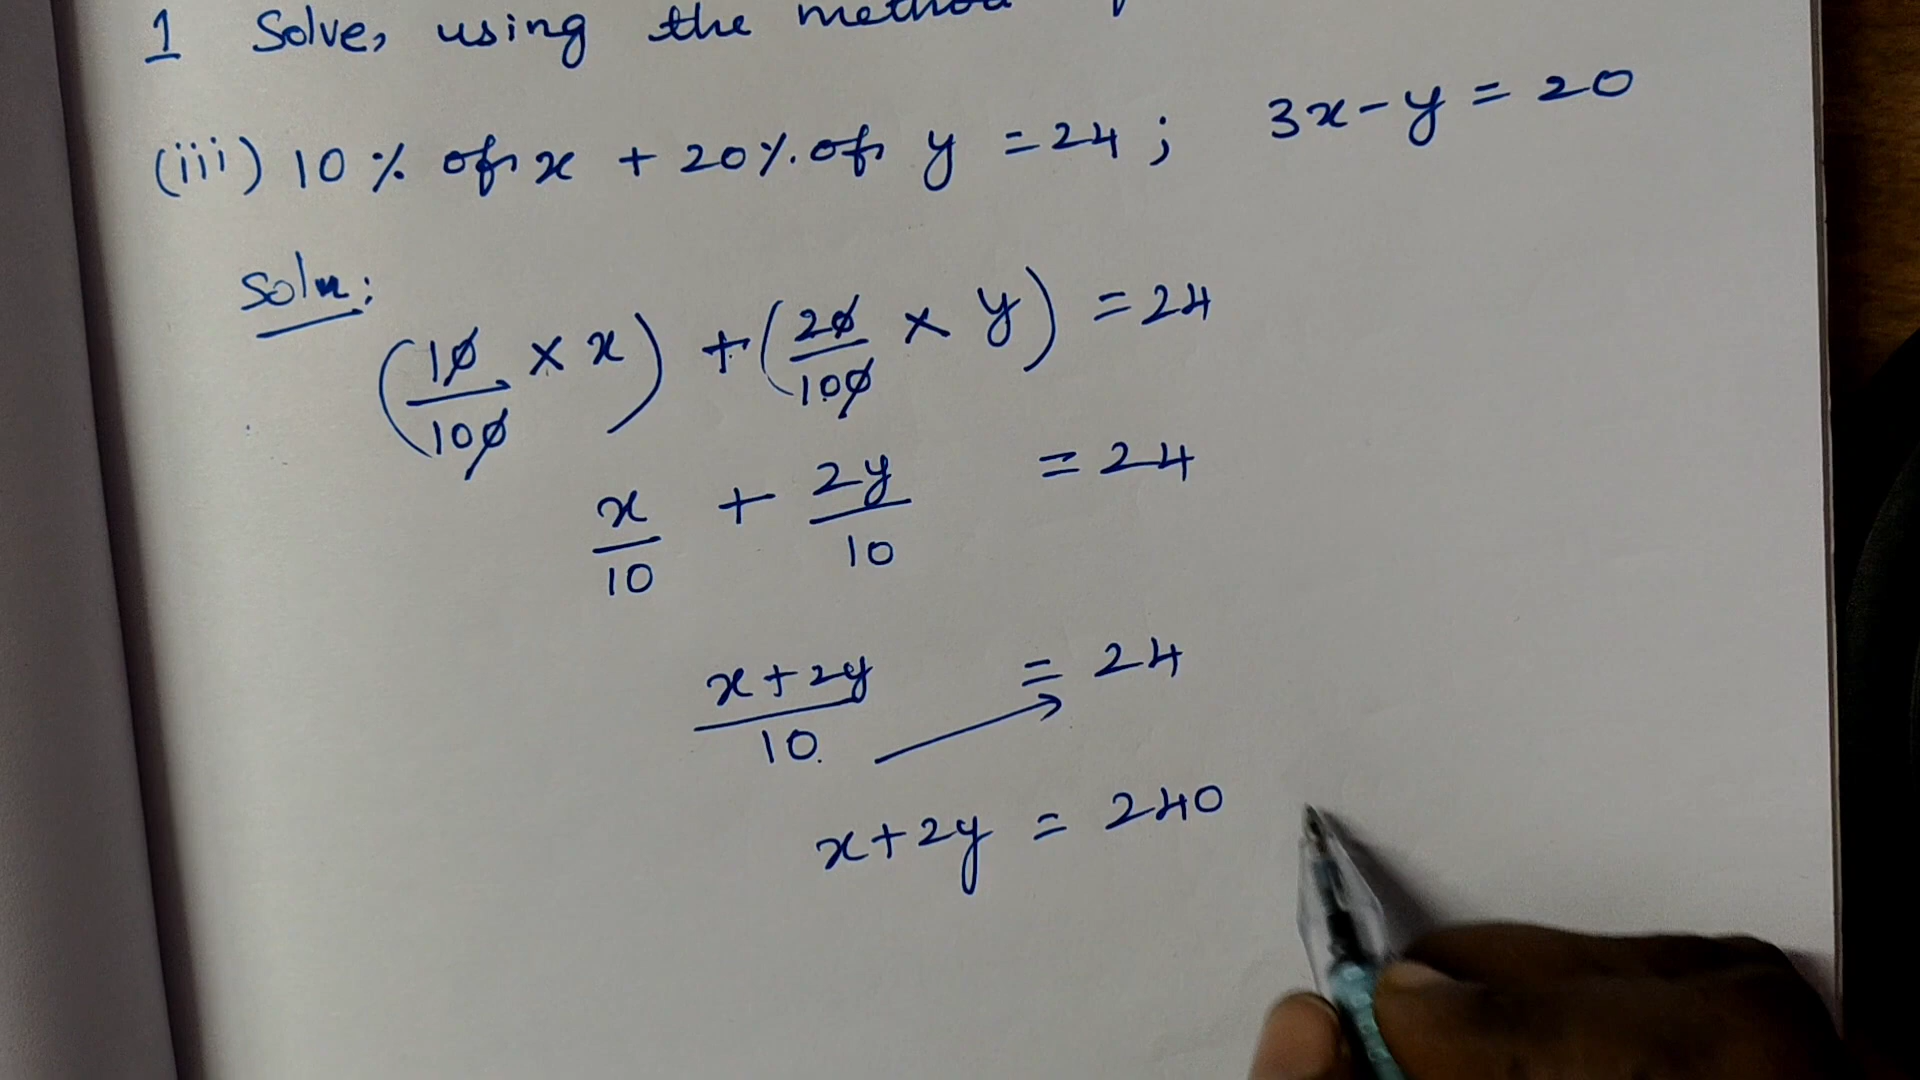 1 Solve, using the method
(iii) 10% of x + 20% of y = 24; 3x - y = 20
Soln:
(10/100 × x) + (20/100 × y) = 24
x/10 + 2y/10 = 24
x+2y/10 = 24
x+2y = 240